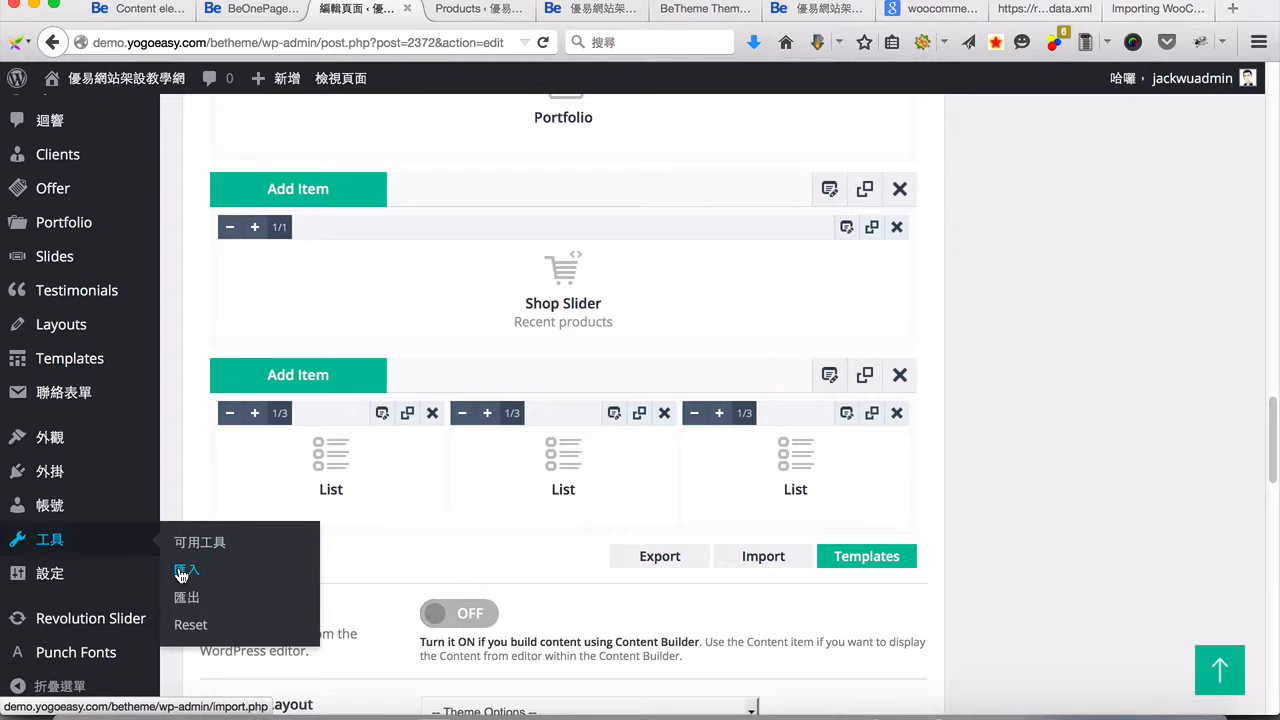 Content ele...
BeOnePage...
編輯頁面 ‹ 優...
Products ‹ 優易...
優易網站架...
BeTheme Them...
優易網站架...
woocomme...
https://r...data.xml
Importing WooC...
demo.yogoeasy.com/betheme/wp-admin/post.php?post=2372&action=edit
搜尋
6
優易網站架設教學網
0
新增
檢視頁面
哈囉，jackwuadmin
迴響
Clients
Offer
Portfolio
Slides
Testimonials
Layouts
Templates
聯絡表單
外觀
外掛
帳號
工具
設定
Revolution Slider
Punch Fonts
折疊選單
可用工具
匯入
匯出
Reset
Portfolio
Add Item
1/1
Shop Slider
Recent products
Add Item
1/3
1/3
1/3
List
List
List
Export
Import
Templates
OFF
om the
WordPress editor.
Turn it ON if you build content using Content Builder. Use the Content item if you want to display
the Content from editor within the Content Builder.
ayout
-- Theme Options --
demo.yogoeasy.com/betheme/wp-admin/import.php